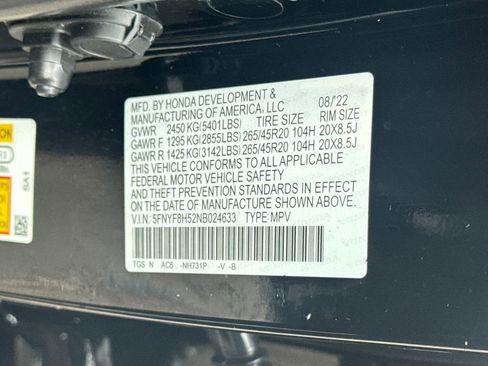 MFD. BY HONDA DEVELOPMENT &
MANUFACTURING OF AMERICA, LLC 08/'22
GVWR 2450 KG(5401LBS) TIRE SIZE RIM SIZE
GAWR F 1295 KG(2855LBS) 265/45R20 104H 20X8.5J
GAWR R 1425 KG(3142LBS) 265/45R20 104H 20X8.5J
THIS VEHICLE CONFORMS TO ALL APPLICABLE
FEDERAL MOTOR VEHICLE SAFETY
AND THEFT PREVENTION STANDARDS IN EFFECT
ON THE DATE OF MANUFACTURE SHOWN ABOVE.
V.I.N.: 5FNYF8H52NB024633 TYPE:MPV
TGS N AC6 -NH731P -V -B
SA1